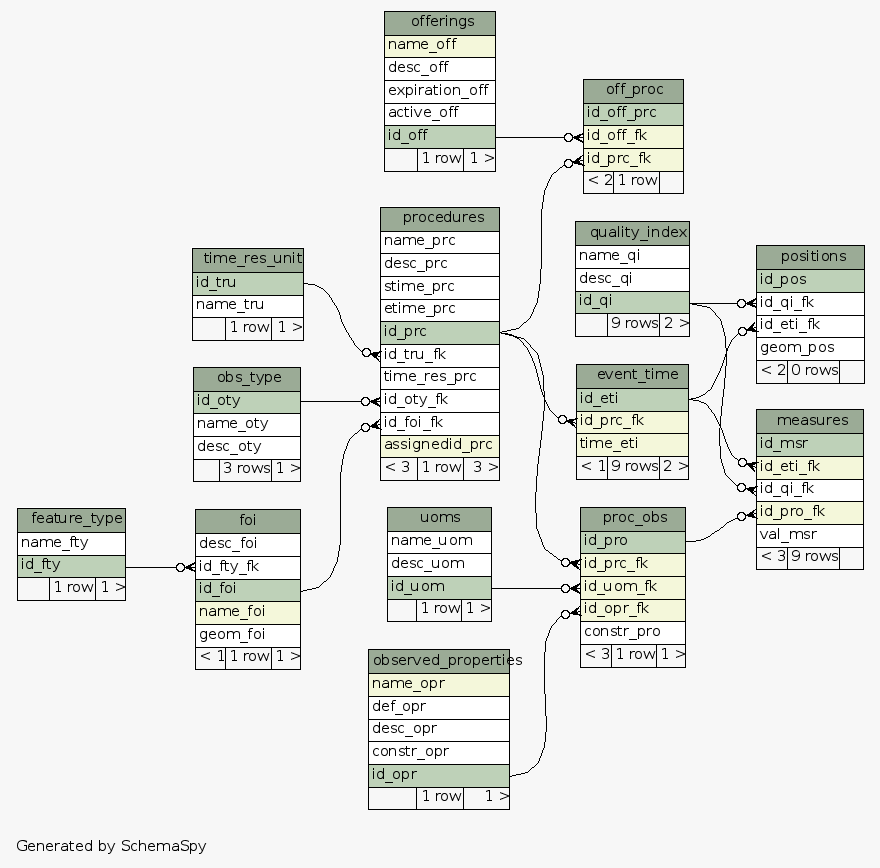 offerings
name_off
desc_off
expiration_off
active_off
id_off
1 row 1 >
off_proc
id_off_prc
id_off_fk
id_prc_fk
< 2 1 row
procedures
name_prc
desc_prc
stime_prc
etime_prc
id_prc
id_tru_fk
time_res_prc
id_oty_fk
id_foi_fk
assignedid_prc
< 3 1 row 3 >
quality_index
name_qi
desc_qi
id_qi
9 rows 2 >
positions
id_pos
id_qi_fk
id_eti_fk
geom_pos
< 2 0 rows
time_res_unit
id_tru
name_tru
1 row 1 >
obs_type
id_oty
name_oty
desc_oty
3 rows 1 >
event_time
id_eti
id_prc_fk
time_eti
< 1 9 rows 2 >
measures
id_msr
id_eti_fk
id_qi_fk
id_pro_fk
val_msr
< 3 9 rows
feature_type
name_fty
id_fty
1 row 1 >
foi
desc_foi
id_fty_fk
id_foi
name_foi
geom_foi
< 1 1 row 1 >
uoms
name_uom
desc_uom
id_uom
1 row 1 >
proc_obs
id_pro
id_prc_fk
id_uom_fk
id_opr_fk
constr_pro
< 3 1 row 1 >
observed_properties
name_opr
def_opr
desc_opr
constr_opr
id_opr
1 row 1 >
Generated by SchemaSpy